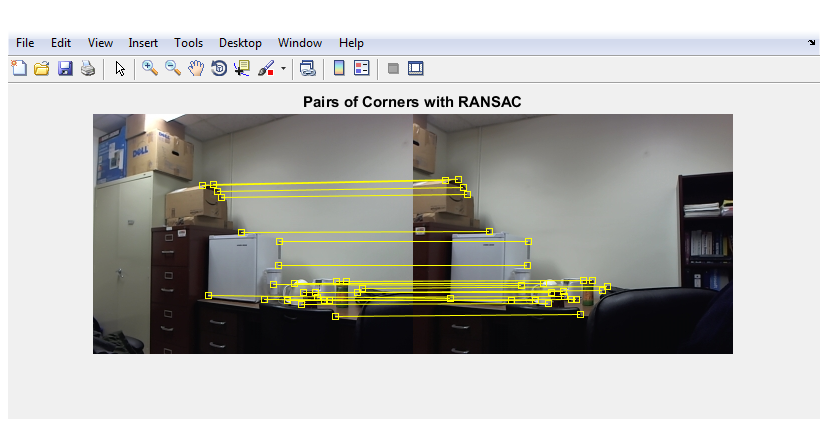 File Edit View Insert Tools Desktop Window Help
Pairs of Corners with RANSAC
DELL